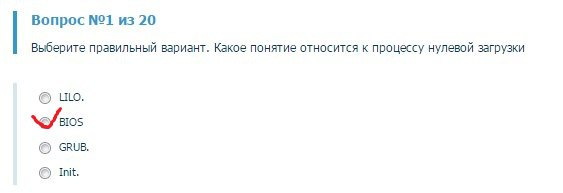 Вопрос №1 из 20
Выберите правильный вариант. Какое понятие относится к процессу нулевой загрузки
LILO.
BIOS
GRUB.
Init.